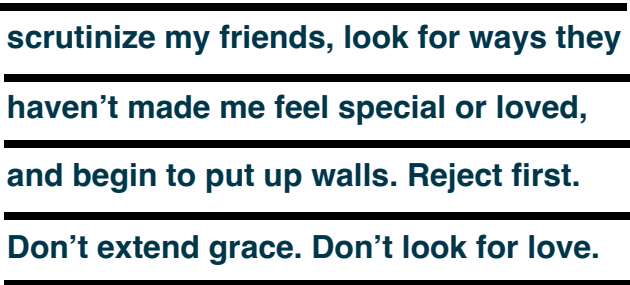 scrutinize my friends, look for ways they
haven’t made me feel special or loved,
and begin to put up walls. Reject first.
Don’t extend grace. Don’t look for love.